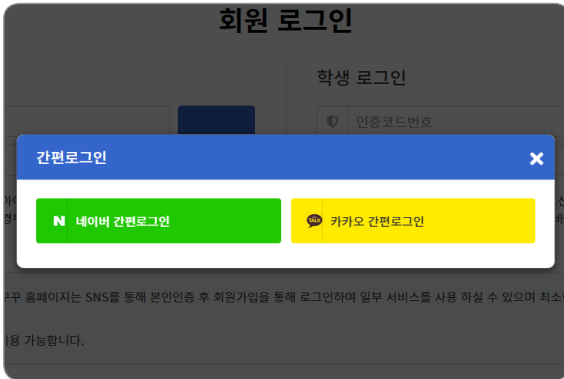 회원 로그인
학생 로그인
인증코드번호
간편로그인
N 네이버 간편로그인
TALK 카카오 간편로그인
홈페이지는 SNS를 통해 본인인증 후 회원가입을 통해 로그인하여 일부 서비스를 사용 하실 수 있으며
가능합니다.